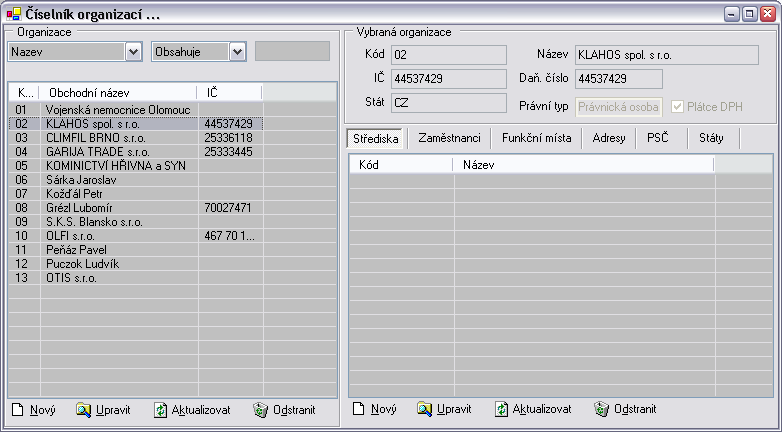 Číselník organizací ...
Organizace
Nazev
Obsahuje
K... Obchodní název IČ
01 Vojenská nemocnice Olomouc
02 KLAHOS spol. s r.o. 44537429
03 CLIMFIL BRNO s.r.o. 25336118
04 GARIJA TRADE s.r.o. 25333445
05 KOMINICTVÍ HŘIVNA a SYN
06 Sárka Jaroslav
07 Kožďál Petr
08 Grézl Lubomír 70027471
09 S.K.S. Blansko s.r.o.
10 OLFI s.r.o. 467 70 1...
11 Peňáz Pavel
12 Puczok Ludvík
13 OTIS s.r.o.
Nový Upravit Aktualizovat Odstranit
Vybraná organizace
Kód 02 Název KLAHOS spol. s r.o.
IČ 44537429 Daň. číslo 44537429
Stát CZ Právní typ Právnická osoba Plátce DPH
Střediska Zaměstnanci Funkční místa Adresy PSČ Státy
Kód Název
Nový Upravit Aktualizovat Odstranit